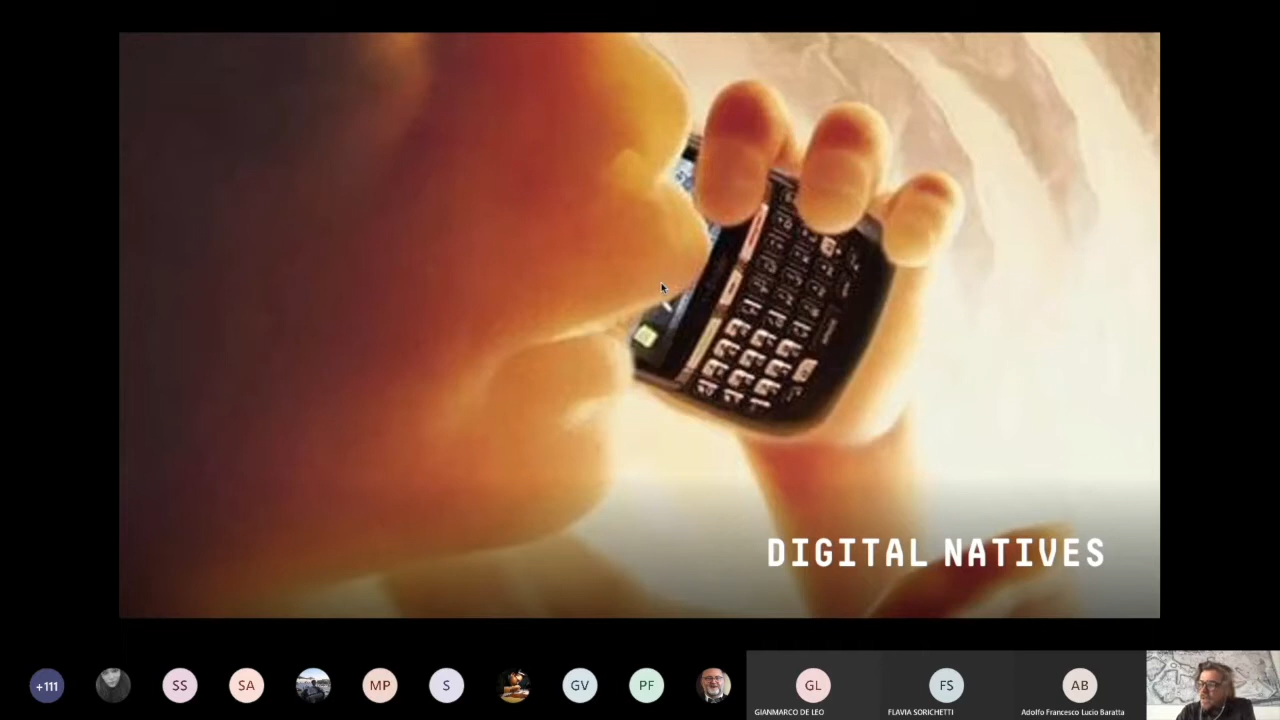 DIGITAL NATIVES
+111
SS
SA
MP
S
GV
PF
GL
FS
AB
GIANMARCO DE LEO
FLAVIA SORICHETTI
Adolfo Francesco Lucio Baratta